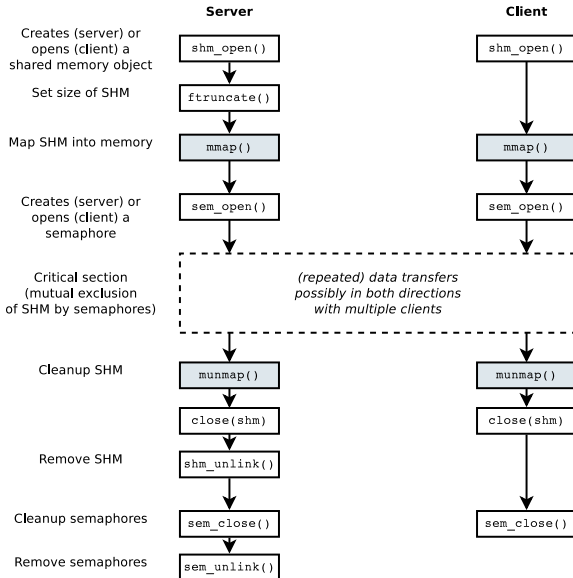 Server
Client
Creates (server) or
opens (client) a
shared memory object
shm_open()
shm_open()
Set size of SHM
ftruncate()
Map SHM into memory
mmap()
mmap()
Creates (server) or
opens (client) a
semaphore
sem_open()
sem_open()
Critical section
(mutual exclusion
of SHM by semaphores)
(repeated) data transfers
possibly in both directions
with multiple clients
Cleanup SHM
munmap()
munmap()
close(shm)
close(shm)
Remove SHM
shm_unlink()
Cleanup semaphores
sem_close()
sem_close()
Remove semaphores
sem_unlink()